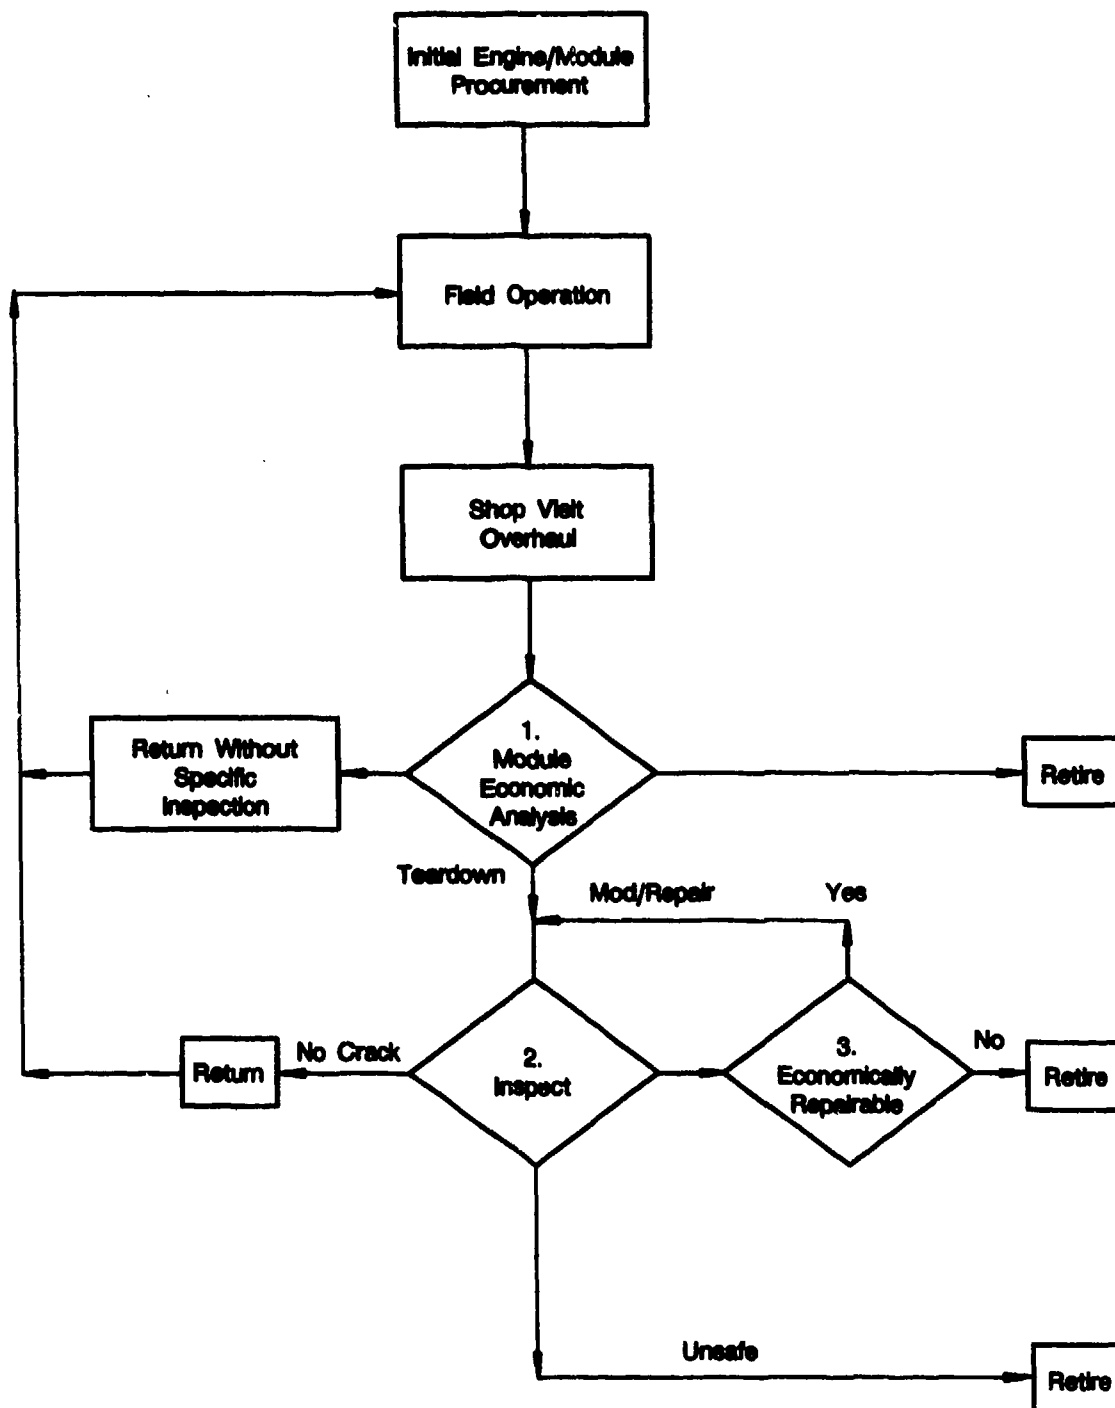 Initial Engine/Module
Procurement
Field Operation
Shop Visit
Overhaul
1.
Module
Economic
Analysis
Return Without
Specific
Inspection
Retire
Teardown
Mod/Repair
Yes
2.
Inspect
No Crack
Return
3.
Economically
Repairable
No
Retire
Unsafe
Retire